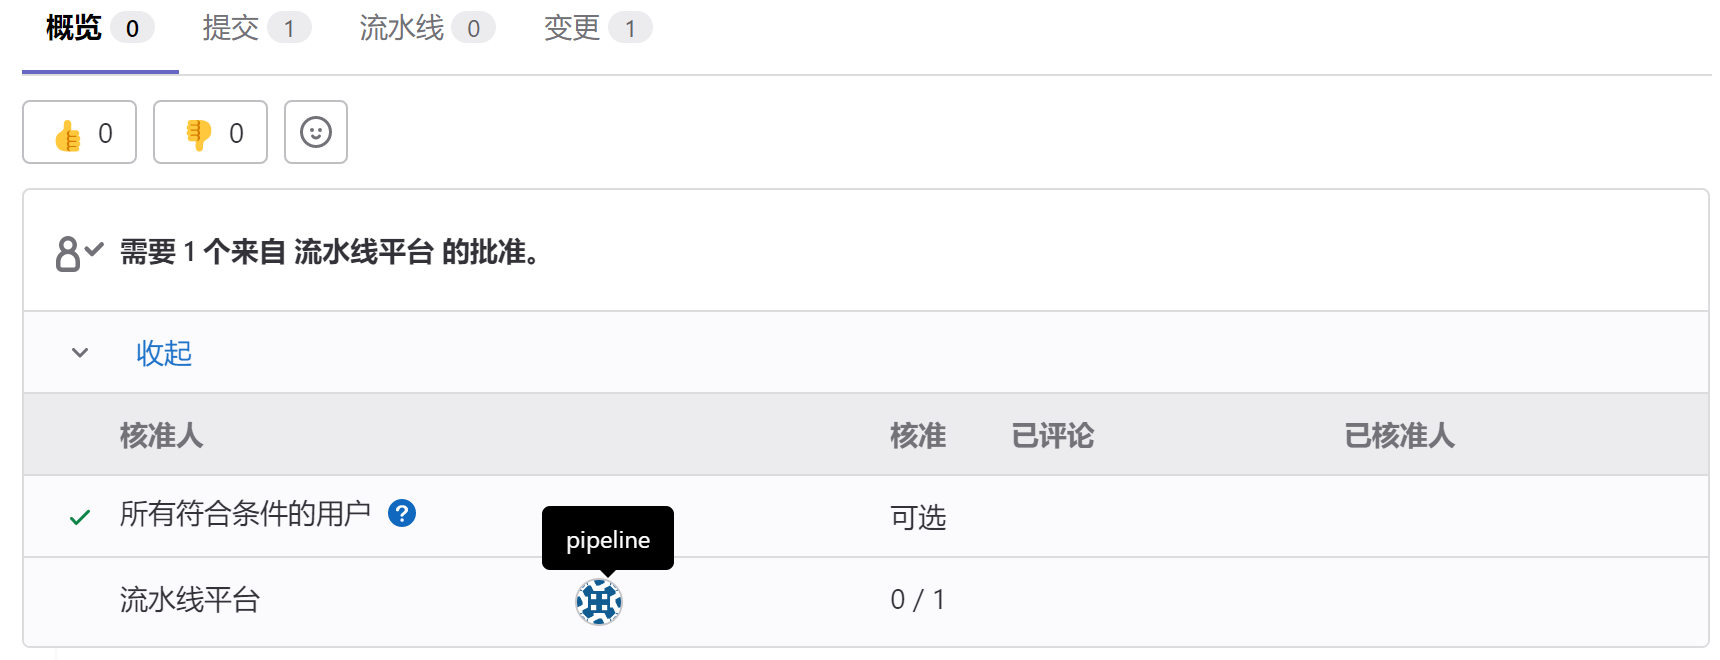 概览 0 提交 1 流水线 0 变更 1
0 0
需要 1 个来自 流水线平台 的批准。
收起
核准人 核准 已评论 已核准人
所有符合条件的用户 ? 可选
pipeline
流水线平台 0 / 1